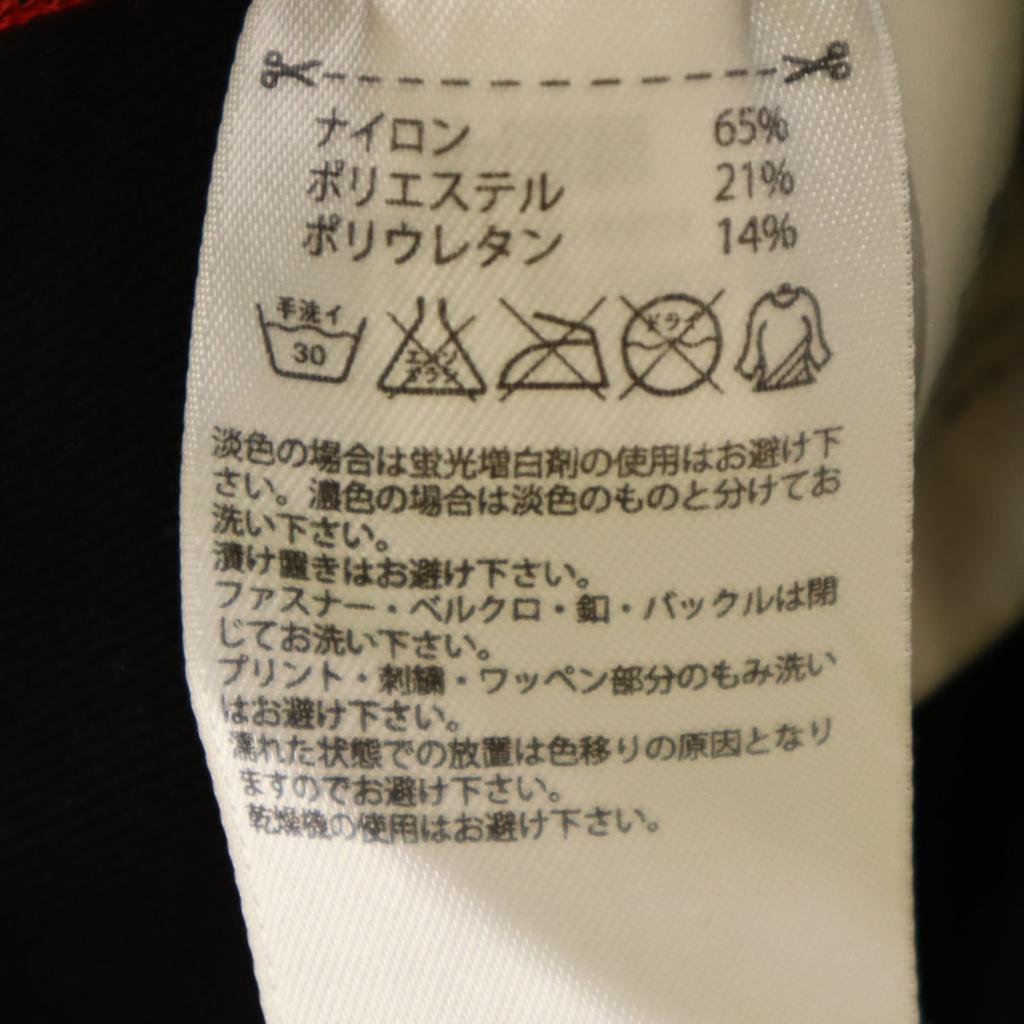 ナイロン 65%
ポリエステル 21%
ポリウレタン 14%
手洗イ
30
エンソ
サラシ
ドライ
淡色の場合は蛍光増白剤の使用はお避け下
さい。濃色の場合は淡色のものと分けてお
洗い下さい。
漬け置きはお避け下さい。
ファスナー・ベルクロ・釦・バックルは閉
じてお洗い下さい。
プリント・刺繍・ワッペン部分のもみ洗い
はお避け下さい。
濡れた状態での放置は色移りの原因となり
ますのでお避け下さい。
乾燥機の使用はお避け下さい。